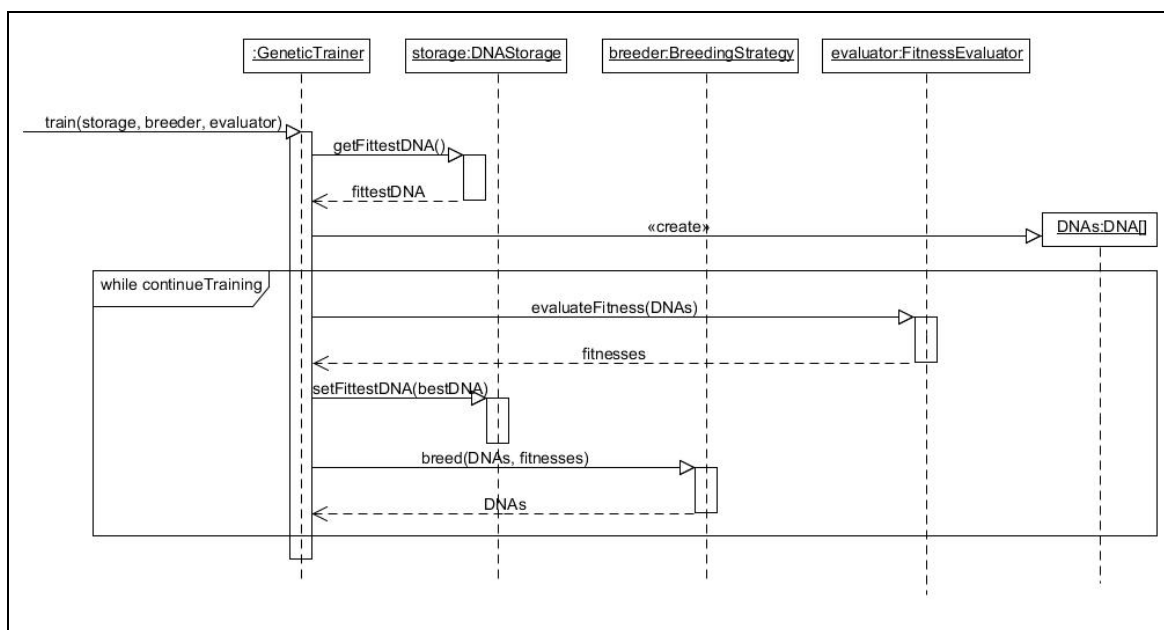 :GeneticTrainer
storage:DNAStorage
breeder:BreedingStrategy
evaluator:FitnessEvaluator
train(storage, breeder, evaluator)
getFittestDNA()
fittestDNA
«create»
DNAs:DNA[]
while continueTraining
evaluateFitness(DNAs)
fitnesses
setFittestDNA(bestDNA)
breed(DNAs, fitnesses)
DNAs